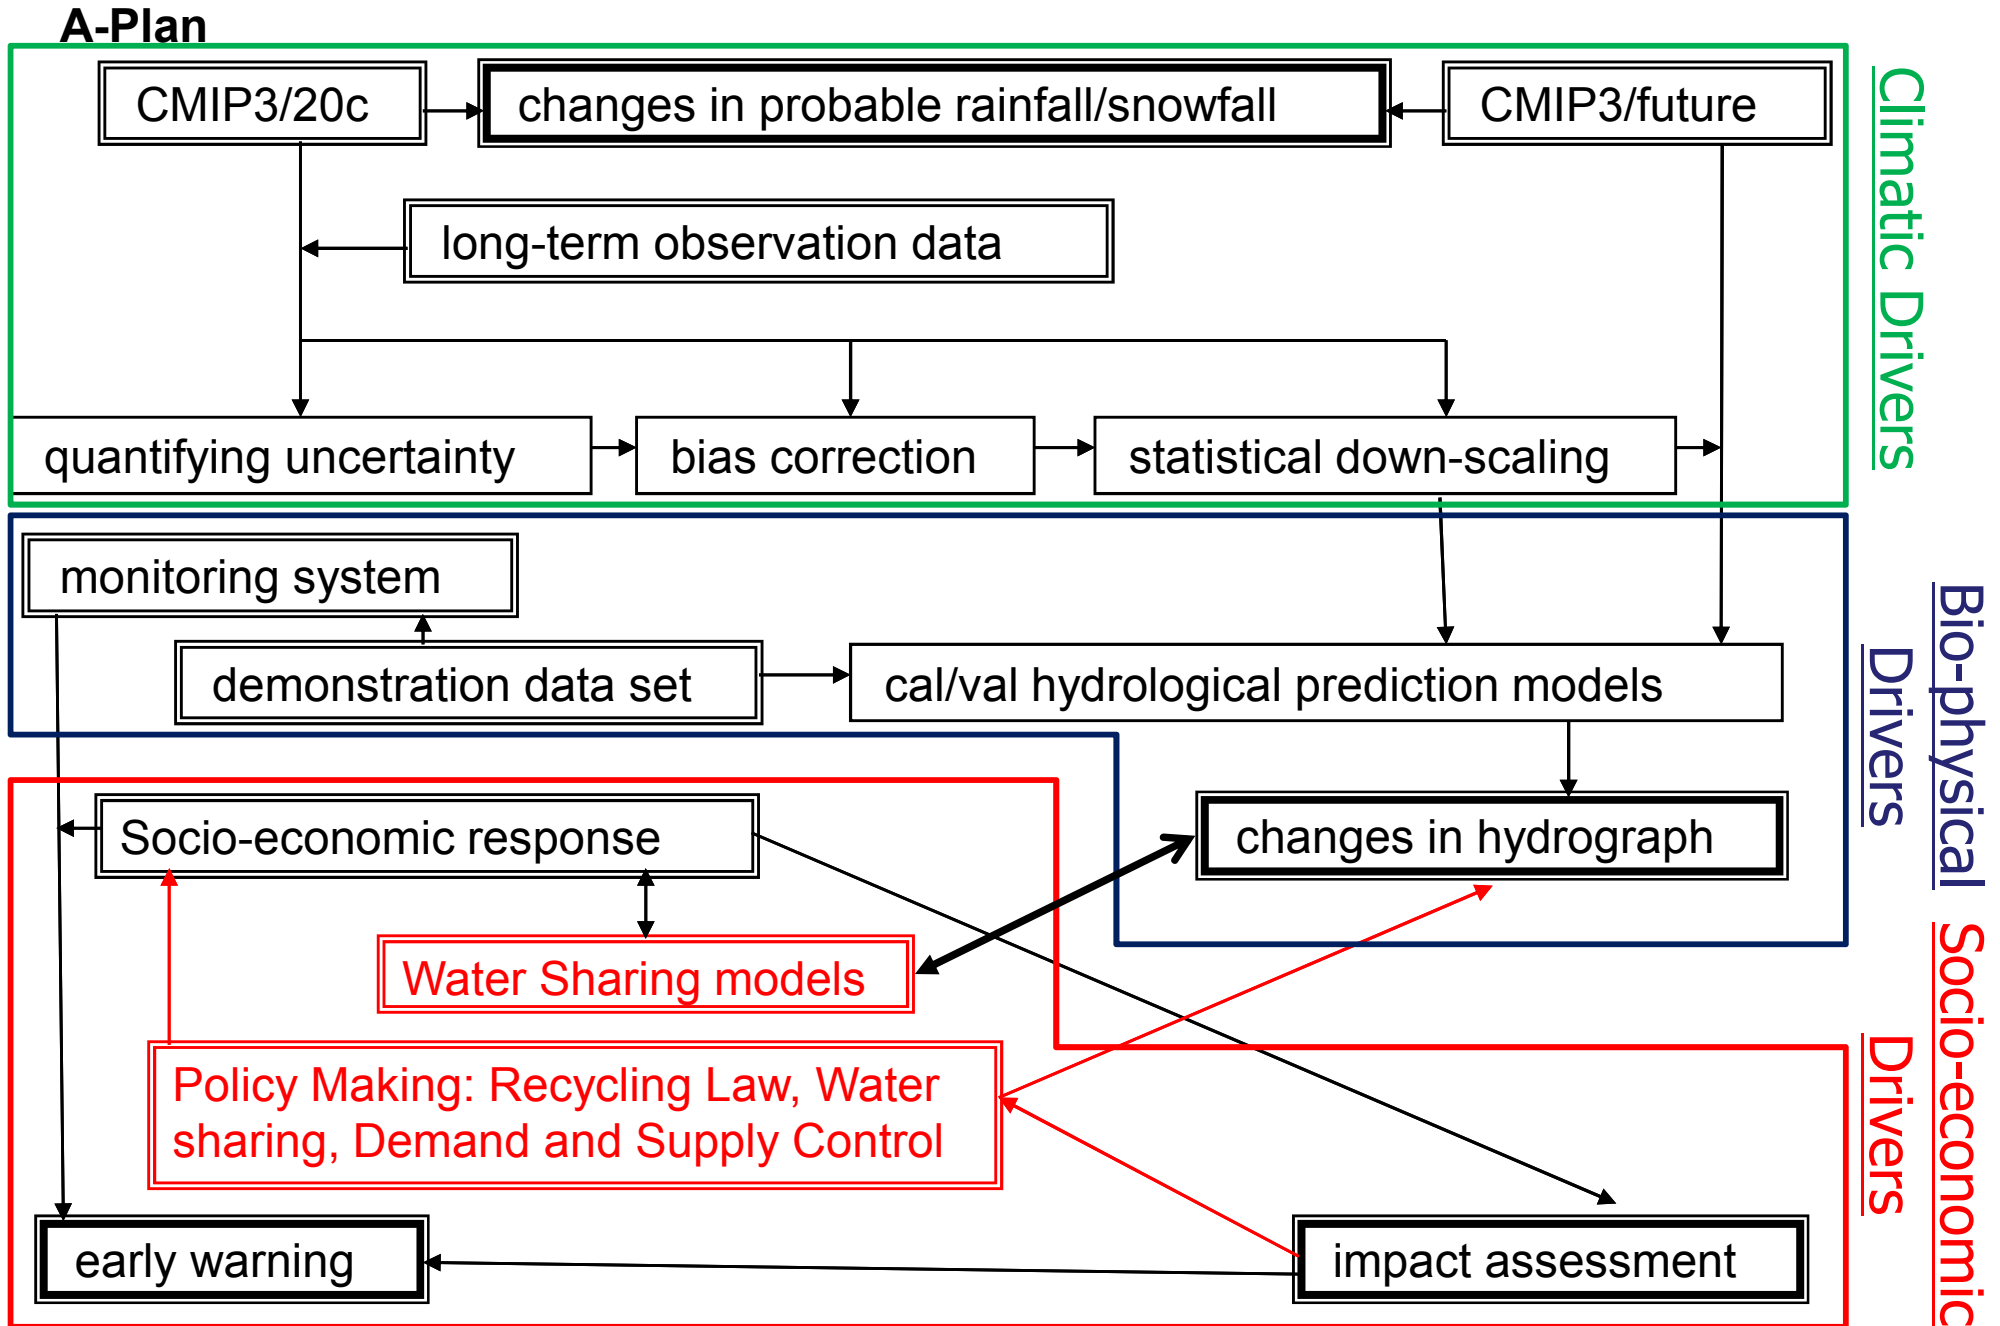 A-Plan
CMIP3/20c
changes in probable rainfall/snowfall
CMIP3/future
long-term observation data
quantifying uncertainty
bias correction
statistical down-scaling
Climatic Drivers
monitoring system
demonstration data set
cal/val hydrological prediction models
changes in hydrograph
Bio-physical
Drivers
Socio-economic response
Water Sharing models
Policy Making: Recycling Law, Water
sharing, Demand and Supply Control
early warning
impact assessment
Socio-economic
Drivers